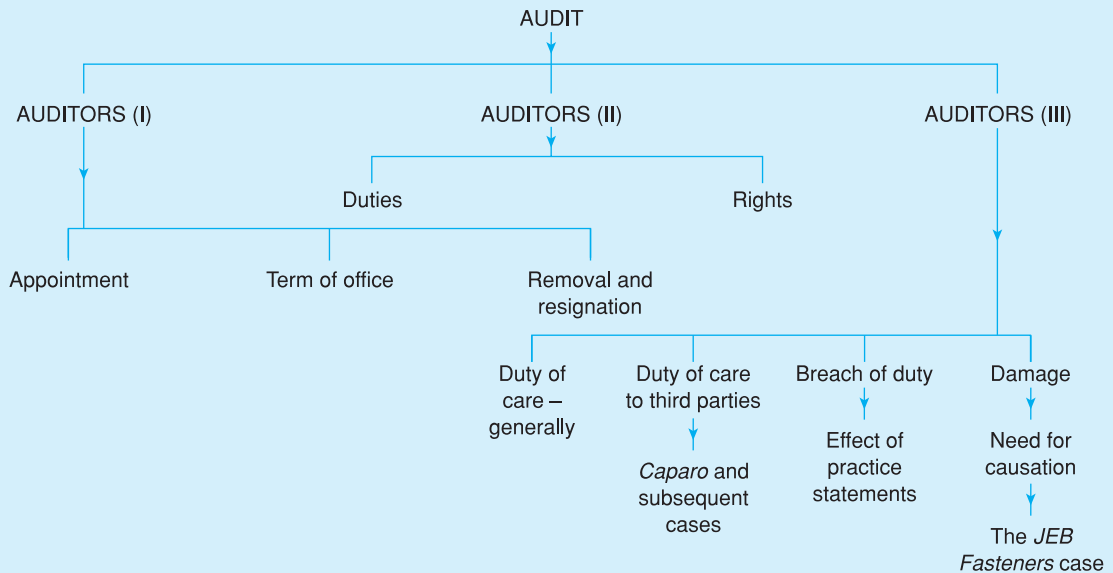 AUDIT
AUDITORS (I)
AUDITORS (II)
AUDITORS (III)
Duties
Rights
Appointment
Term of office
Removal and
resignation
Duty of
care –
generally
Duty of care
to third parties
Caparo and
subsequent
cases
Breach of duty
Effect of
practice
statements
Damage
Need for
causation
The JEB
Fasteners case